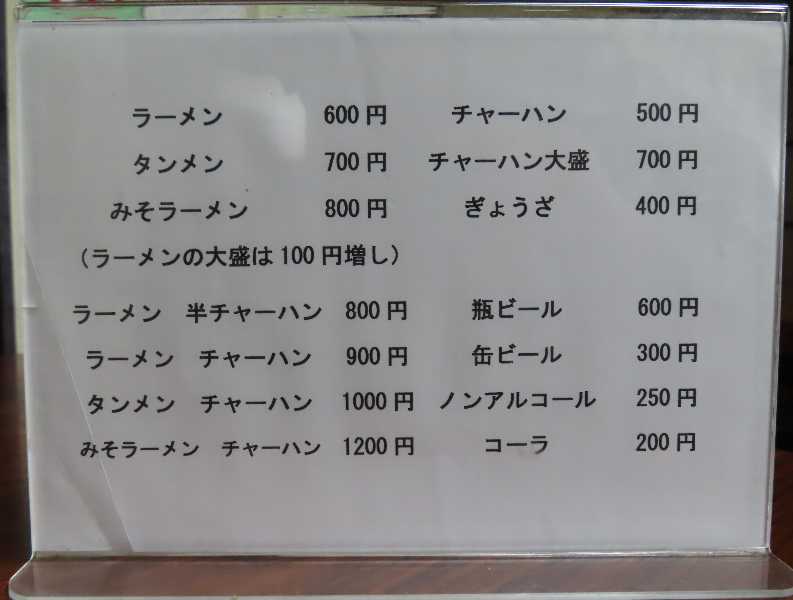 ラーメン 600円 チャーハン 500円
タンメン 700円 チャーハン大盛 700円
みそラーメン 800円 ぎょうざ 400円
（ラーメンの大盛は100円増し）
ラーメン 半チャーハン 800円 瓶ビール 600円
ラーメン チャーハン 900円 缶ビール 300円
タンメン チャーハン 1000円 ノンアルコール 250円
みそラーメン チャーハン 1200円 コーラ 200円